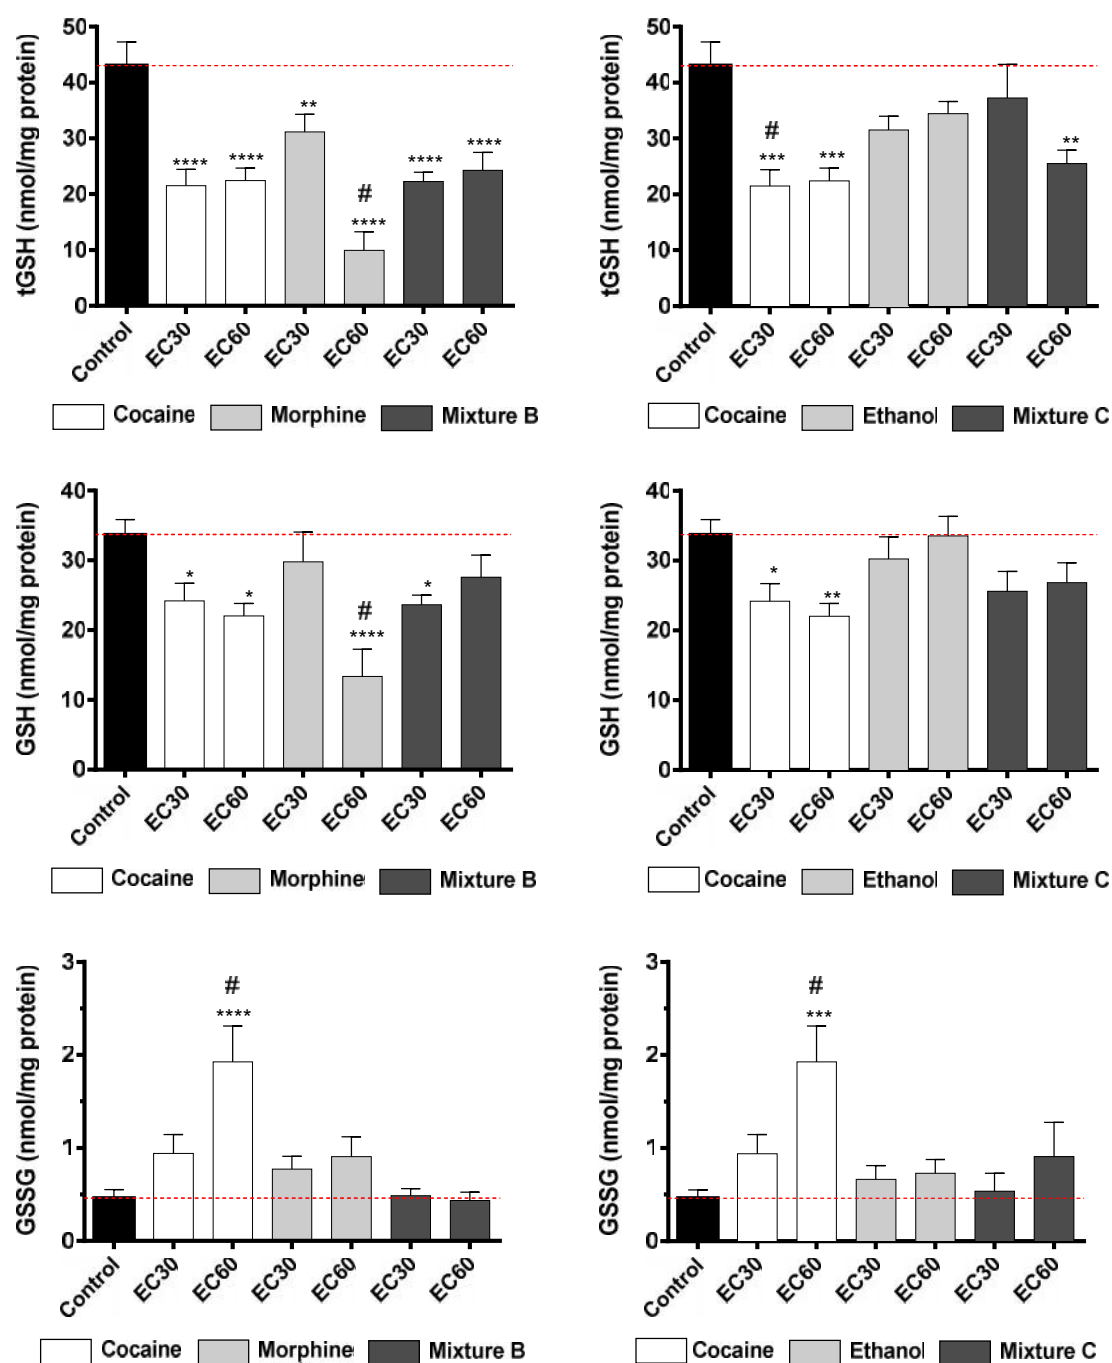 50
40
30
20
10
0
tGSH (nmol/mg protein)
**** **** ** # **** **** ****
Control EC30 EC60 EC30 EC60 EC30 EC60
Cocaine Morphine Mixture B
50
40
30
20
10
0
tGSH (nmol/mg protein)
# *** *** **
Control EC30 EC60 EC30 EC60 EC30 EC60
Cocaine Ethanol Mixture C
40
30
20
10
0
GSH (nmol/mg protein)
* * # **** *
Control EC30 EC60 EC30 EC60 EC30 EC60
Cocaine Morphine Mixture B
40
30
20
10
0
GSH (nmol/mg protein)
* **
Control EC30 EC60 EC30 EC60 EC30 EC60
Cocaine Ethanol Mixture C
3
2
1
0
GSSG (nmol/mg protein)
#
****
Control EC30 EC60 EC30 EC60 EC30 EC60
Cocaine Morphine Mixture B
3
2
1
0
GSSG (nmol/mg protein)
#
***
Control EC30 EC60 EC30 EC60 EC30 EC60
Cocaine Ethanol Mixture C